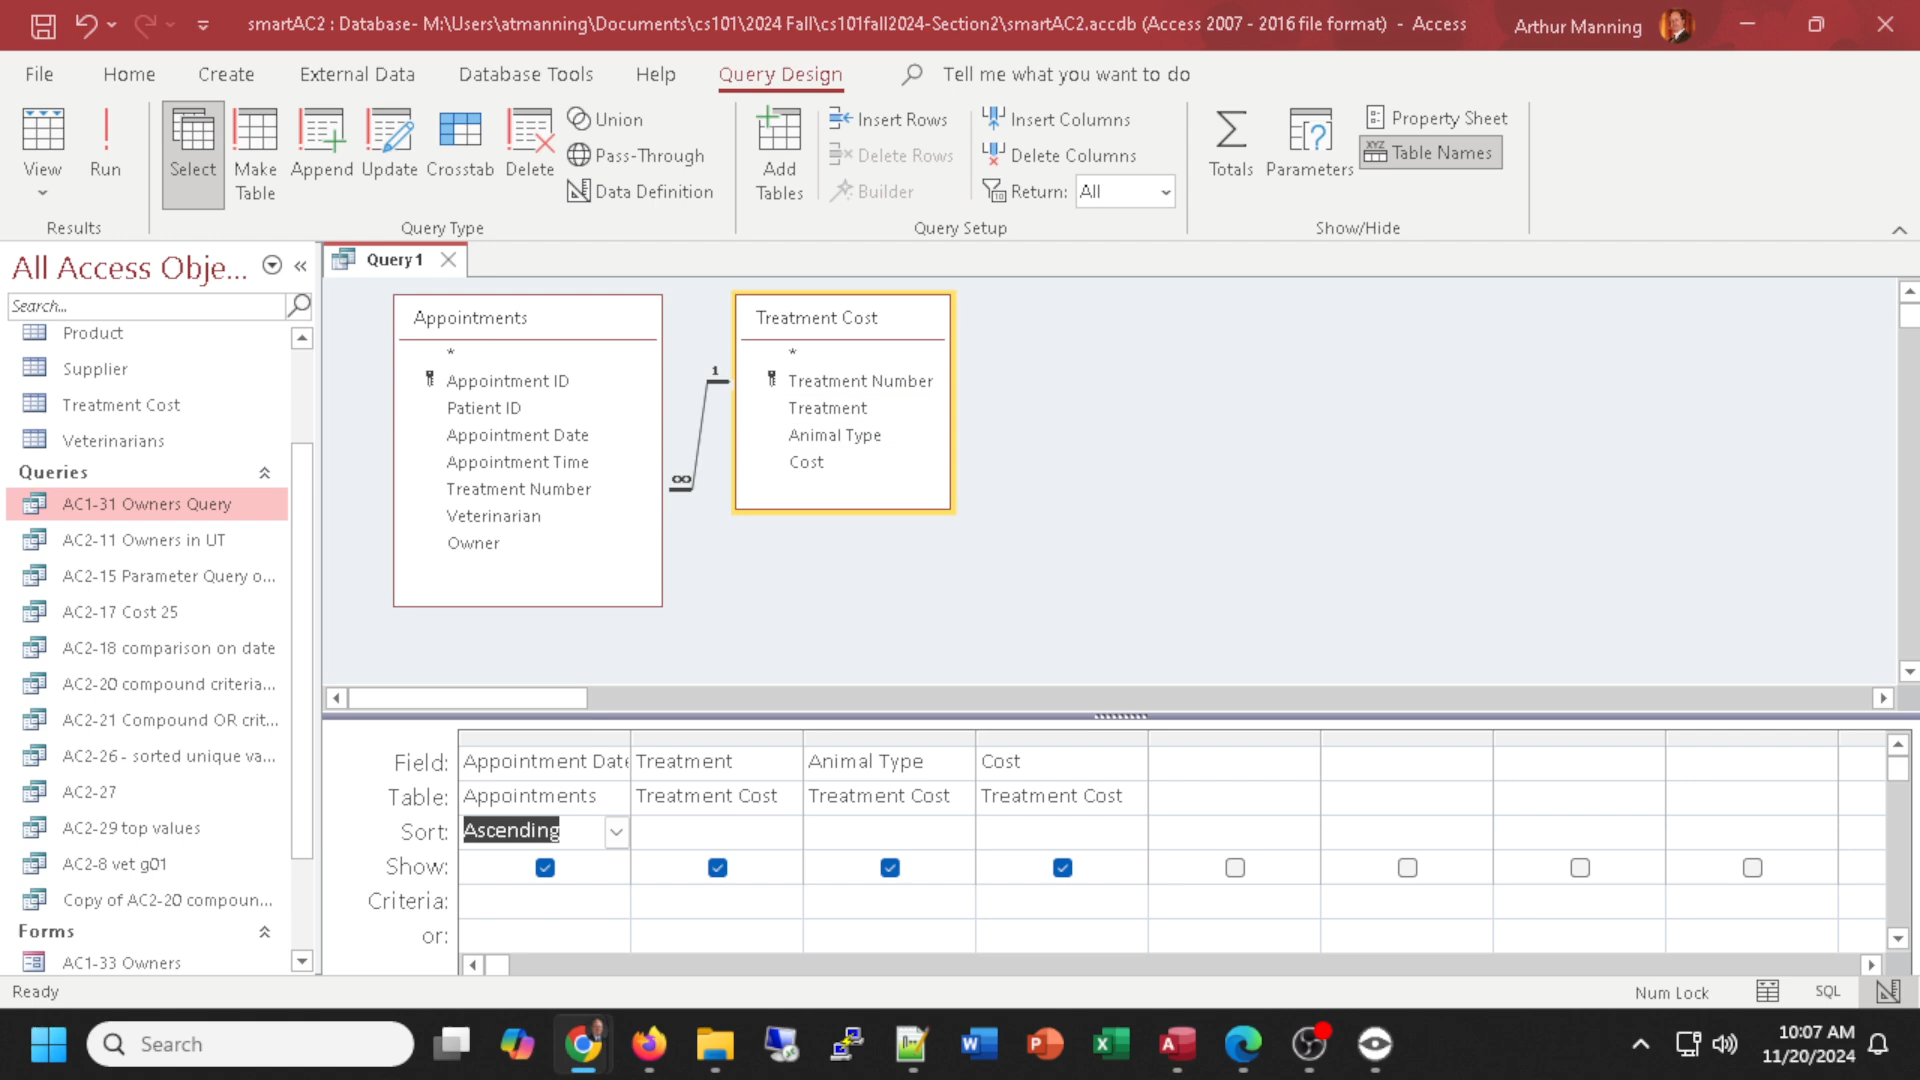 smartAC2 : Database- M:\Users\atmanning\Documents\cs101\2024 Fall\cs101fall2024-Section2\smartAC2.accdb (Access 2007 - 2016 file format) - Access
Arthur Manning
File Home Create External Data Database Tools Help Query Design Tell me what you want to do
View Run
Results
Select Make Table Append Update Crosstab Delete
Union
Pass-Through
Data Definition
Query Type
Add Tables
Insert Rows
Delete Rows
Builder
Insert Columns
Delete Columns
Return: All
Query Setup
Totals Parameters
Property Sheet
Table Names
Show/Hide
All Access Obje...
Search...
Product
Supplier
Treatment Cost
Veterinarians
Queries
AC1-31 Owners Query
AC2-11 Owners in UT
AC2-15 Parameter Query o...
AC2-17 Cost 25
AC2-18 comparison on date
AC2-20 compound criteria...
AC2-21 Compound OR crit...
AC2-26 - sorted unique va...
AC2-27
AC2-29 top values
AC2-8 vet g01
Copy of AC2-20 compoun...
Forms
AC1-33 Owners
Query1
Appointments
*
Appointment ID
Patient ID
Appointment Date
Appointment Time
Treatment Number
Veterinarian
Owner
∞
1
Treatment Cost
*
Treatment Number
Treatment
Animal Type
Cost
Field: Appointment Date Treatment Animal Type Cost
Table: Appointments Treatment Cost Treatment Cost Treatment Cost
Sort: Ascending
Show:
Criteria:
or:
Ready
Num Lock
SQL
Search
10:07 AM
11/20/2024